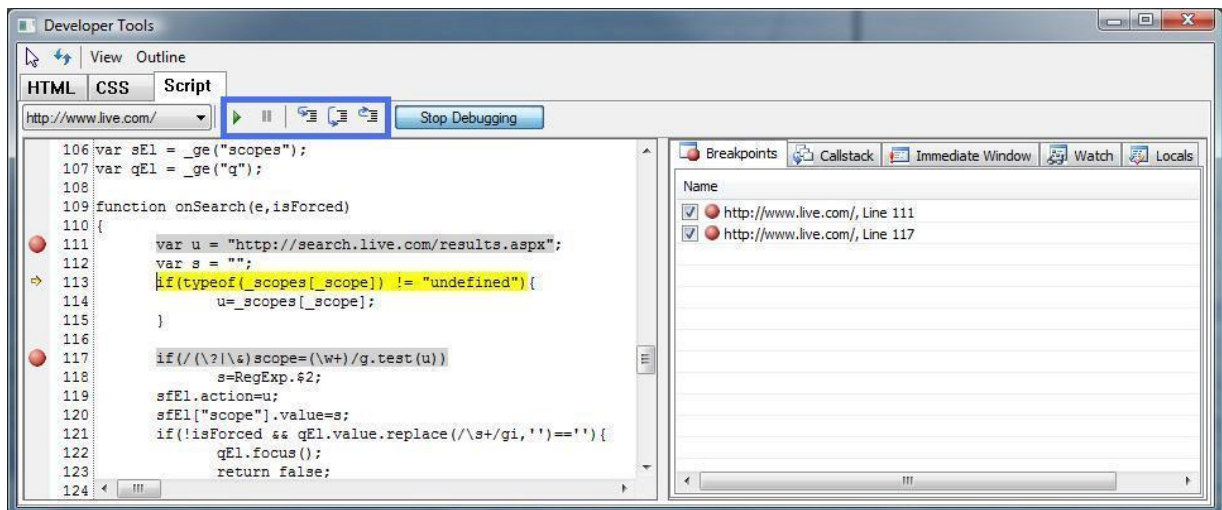 Developer Tools
View Outline
HTML CSS Script
http://www.live.com/ Stop Debugging
106 var sEl = _ge("scopes");
107 var qEl = _ge("q");
108
109 function onSearch(e,isForced)
110 {
111 var u = "http://search.live.com/results.aspx";
112 var s = "";
113 if(typeof(_scopes[_scope]) != "undefined"){
114 u=_scopes[_scope];
115 }
116
117 if(/(\?|\&)scope=(\w+)/g.test(u))
118 s=RegExp.$2;
119 sfEl.action=u;
120 sfEl["scope"].value=s;
121 if(!isForced && qEl.value.replace(/\s+/gi,'')==''){
122 qEl.focus();
123 return false;
124
Breakpoints Callstack Immediate Window Watch Locals
Name
http://www.live.com/, Line 111
http://www.live.com/, Line 117